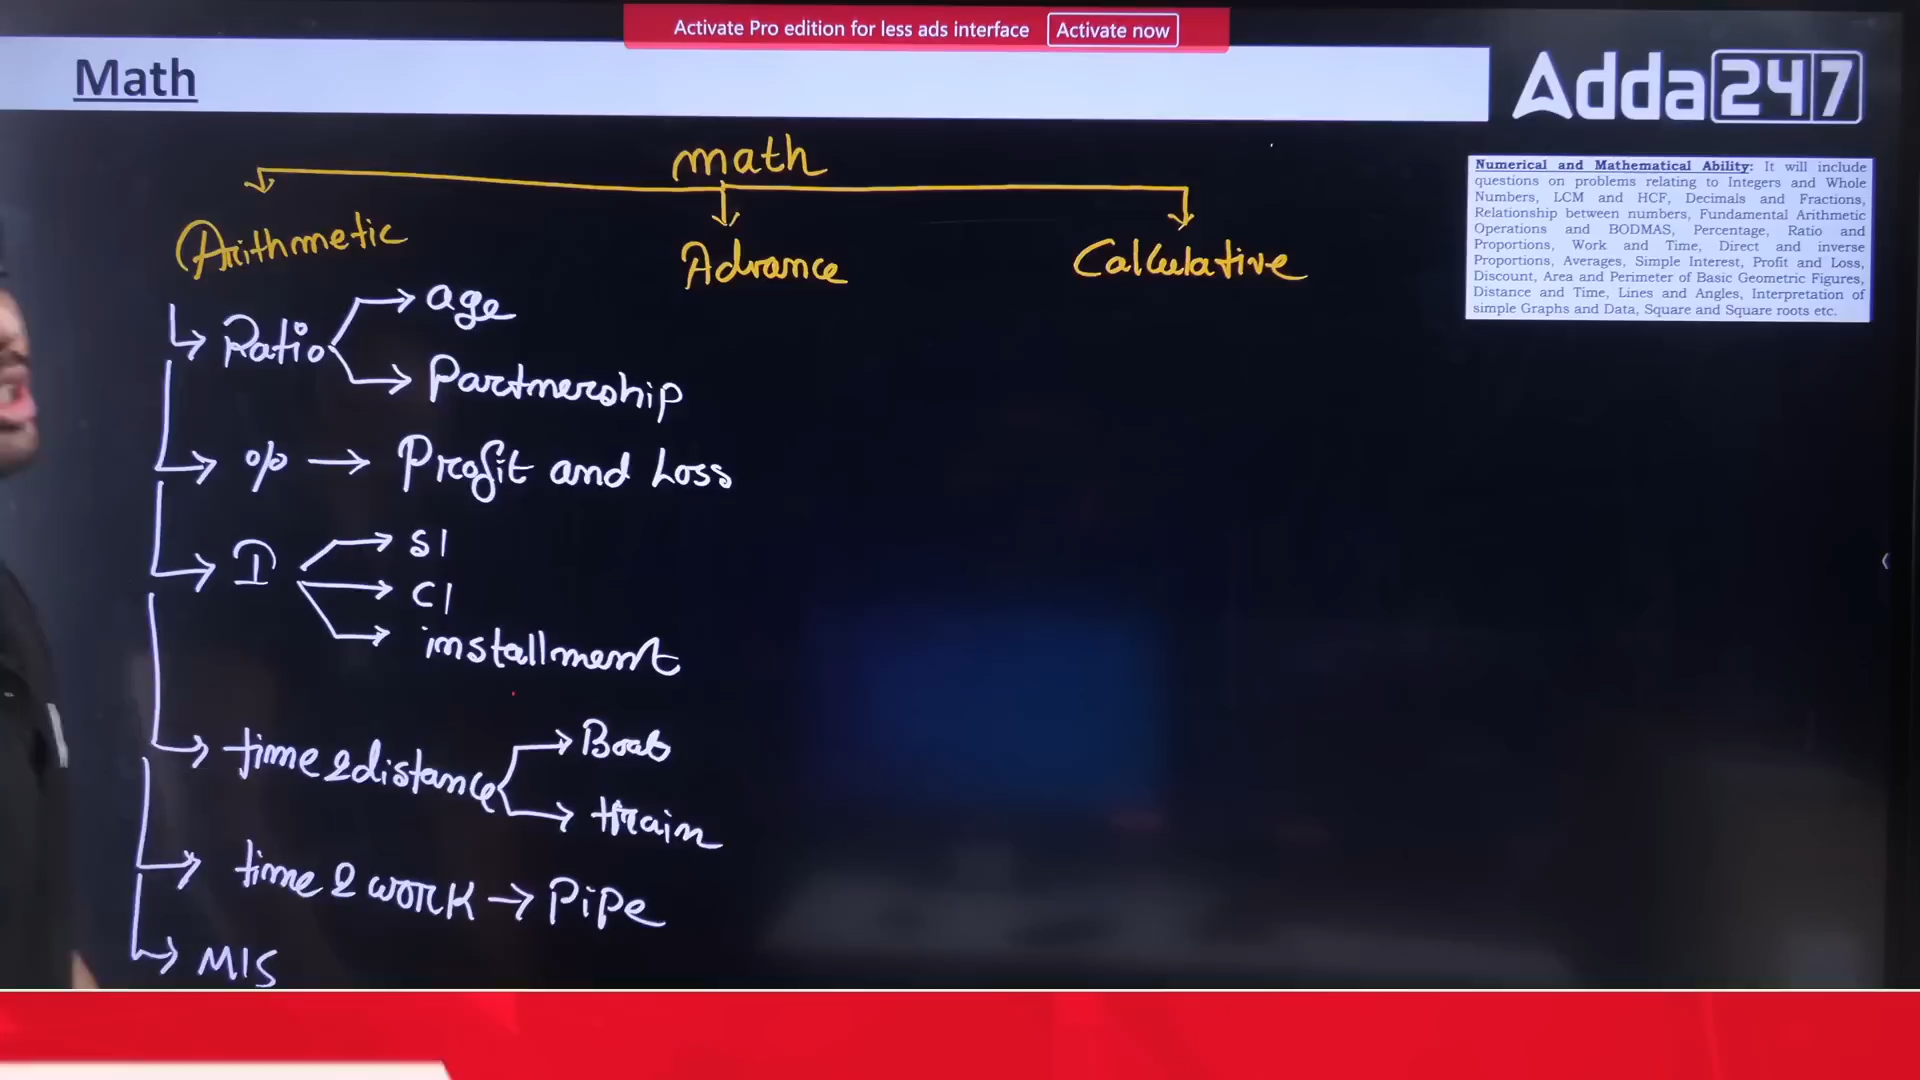 Activate Pro edition for less ads interface Activate now
Math
Adda247
math
Arithmetic Advance Calculative
Numerical and Mathematical Ability: It will include
questions on problems relating to Integers and Whole
Numbers, LCM and HCF, Decimals and Fractions,
Relationship between numbers, Fundamental Arithmetic
Operations and BODMAS, Percentage, Ratio and
Proportions, Work and Time, Direct and inverse
Proportions, Averages, Simple Interest, Profit and Loss,
Discount, Area and Perimeter of Basic Geometric Figures,
Distance and Time, Lines and Angles, Interpretation of
simple Graphs and Data, Square and Square roots etc.
Ratio
age
Partnership
% → Profit and Loss
I
SI
CI
installment
time & distance
Boat
train
time & work → Pipe
MIS